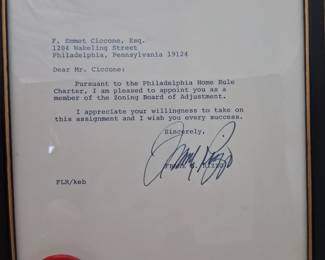 F. Emmet Ciccone, Esq.
1204 Wakeling Street
Philadelphia, Pennsylvania 19124
Dear Mr. Ciccone:
Pursuant to the Philadelphia Home Rule
Charter, I am pleased to appoint you as a
member of the Zoning Board of Adjustment.
I appreciate your willingness to take on
this assignment and I wish you every success.
Sincerely,
FLR/keb